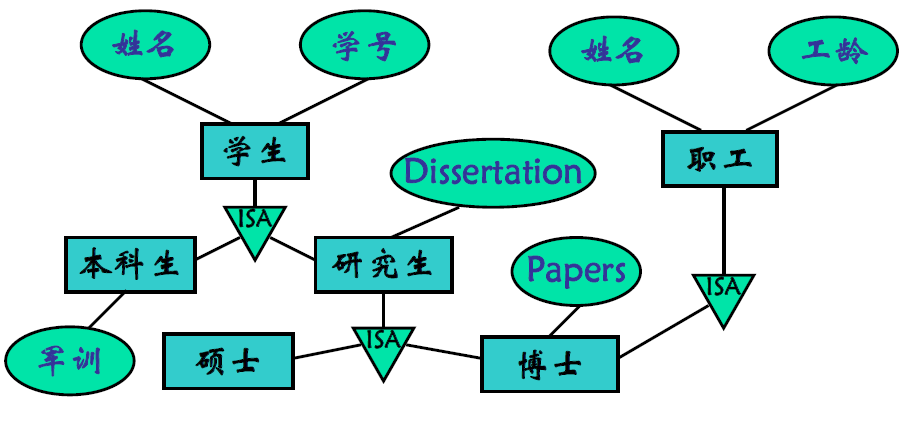 姓名
学号
姓名
工龄
学生
Dissertation
职工
ISA
本科生
研究生
Papers
ISA
军训
硕士
ISA
博士